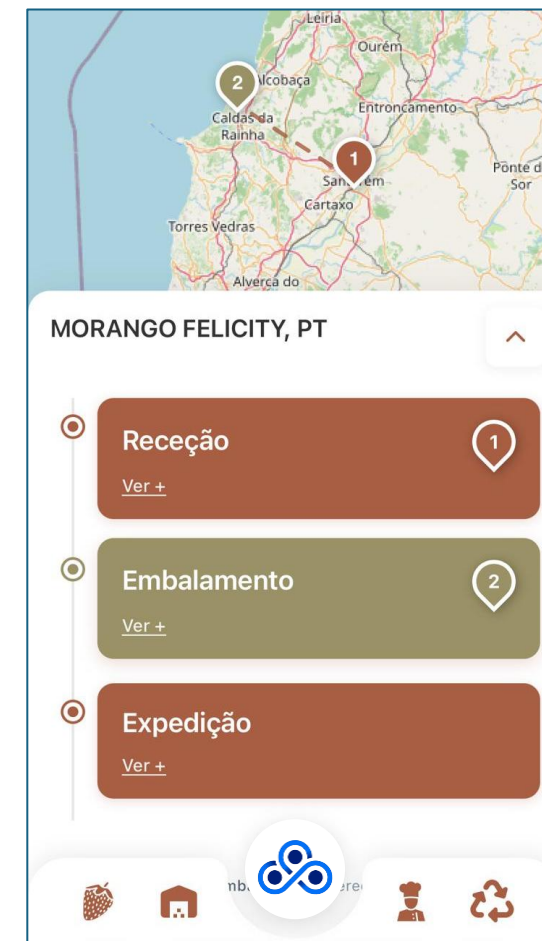 Leiria
Ourém
2
Alcobaça
Entroncamento
Caldas da
Rainha
1
Santarém
Ponte d
Sor
Cartaxo
Torres Vedras
Alverca do
MORANGO FELICITY, PT
Receção
1
Ver +
Embalamento
2
Ver +
Expedição
Ver +